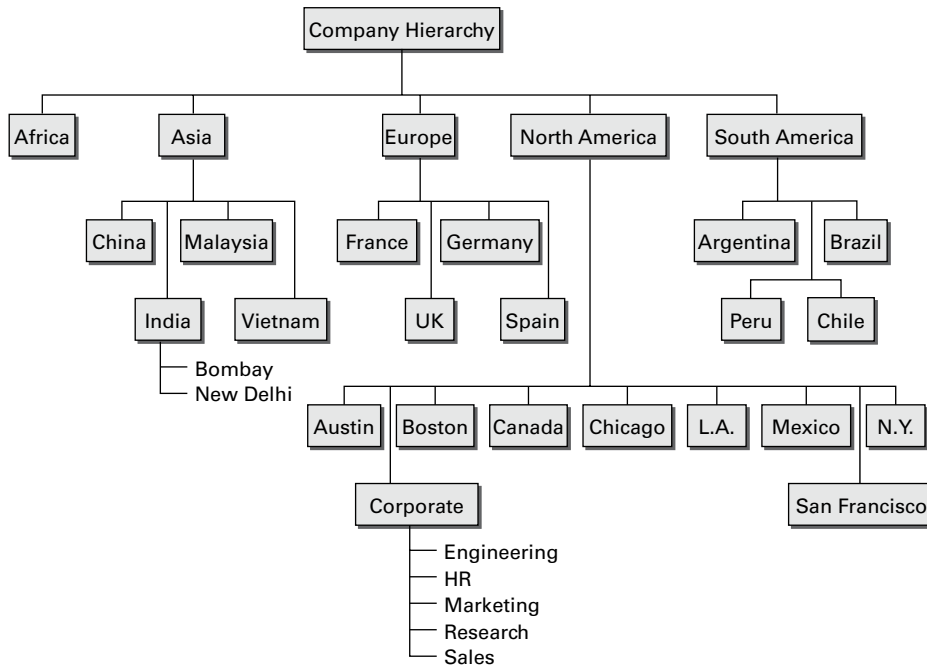 Company Hierarchy
Africa
Asia
Europe
North America
South America
China
Malaysia
France
Germany
Argentina
Brazil
India
Vietnam
UK
Spain
Peru
Chile
Bombay
New Delhi
Austin
Boston
Canada
Chicago
L.A.
Mexico
N.Y.
Corporate
San Francisco
Engineering
HR
Marketing
Research
Sales